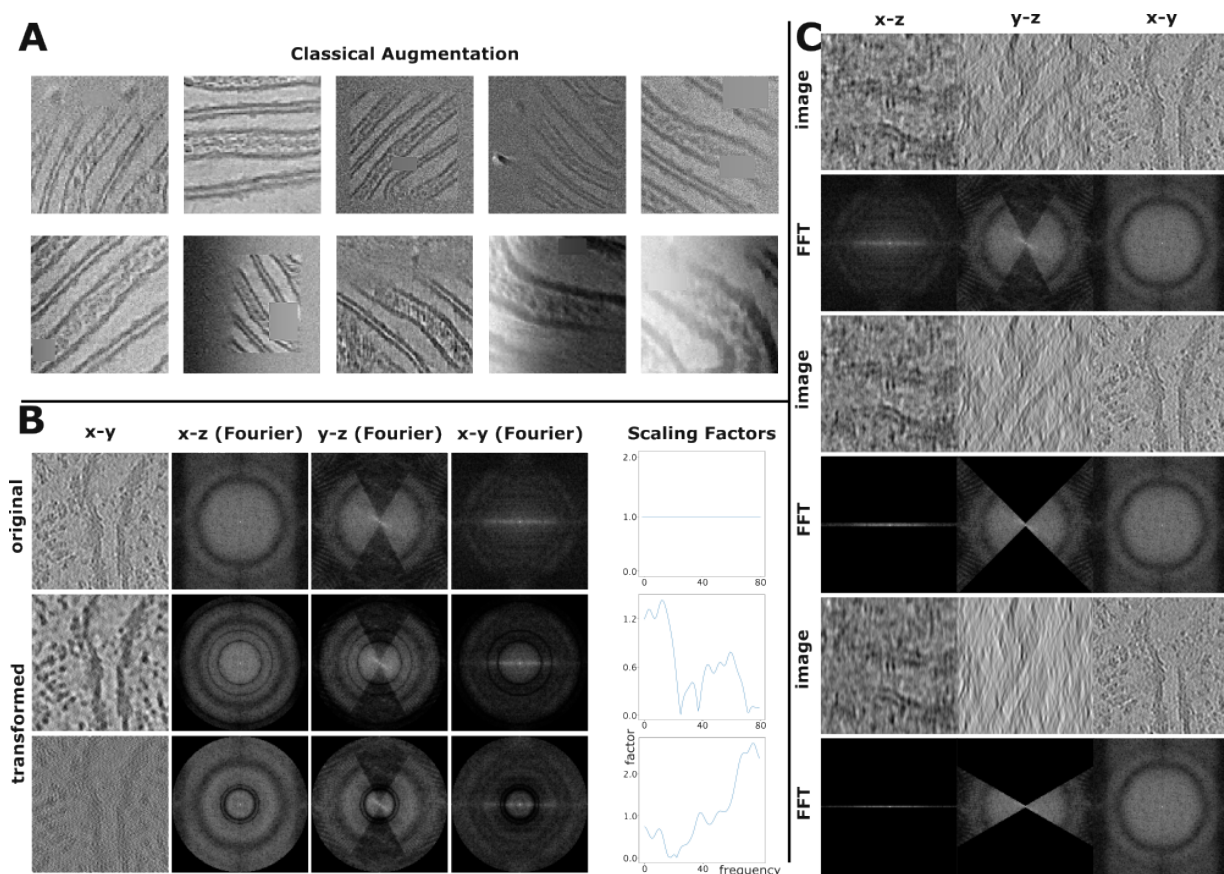 A
Classical Augmentation
B
x-y
x-z (Fourier)
y-z (Fourier)
x-y (Fourier)
Scaling Factors
original
2.0
1.0
0.0
0
40
80
transformed
1.2
0.6
0.0
0
40
80
factor
2.0
1.0
0.0
0
40
80
frequency
C
x-z
y-z
x-y
image
FFT
image
FFT
image
FFT